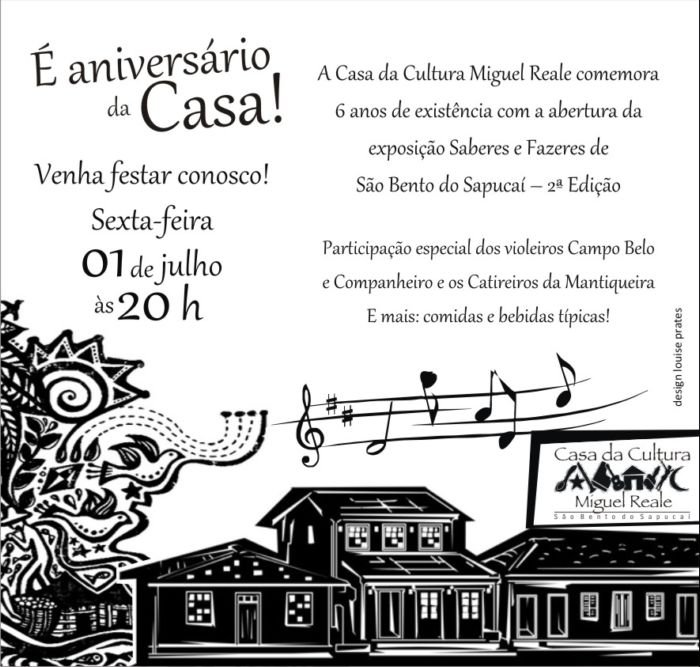 É aniversário
da Casa!
Venha festar conosco!
Sexta-feira
01 de julho
às 20 h
A Casa da Cultura Miguel Reale comemora
6 anos de existência com a abertura da
exposição Saberes e Fazeres de
São Bento do Sapucaí – 2ª Edição
Participação especial dos violeiros Campo Belo
e Companheiro e os Catireiros da Mantiqueira
E mais: comidas e bebidas típicas!
design louise prates
Casa da Cultura
Miguel Reale
São Bento do Sapucaí